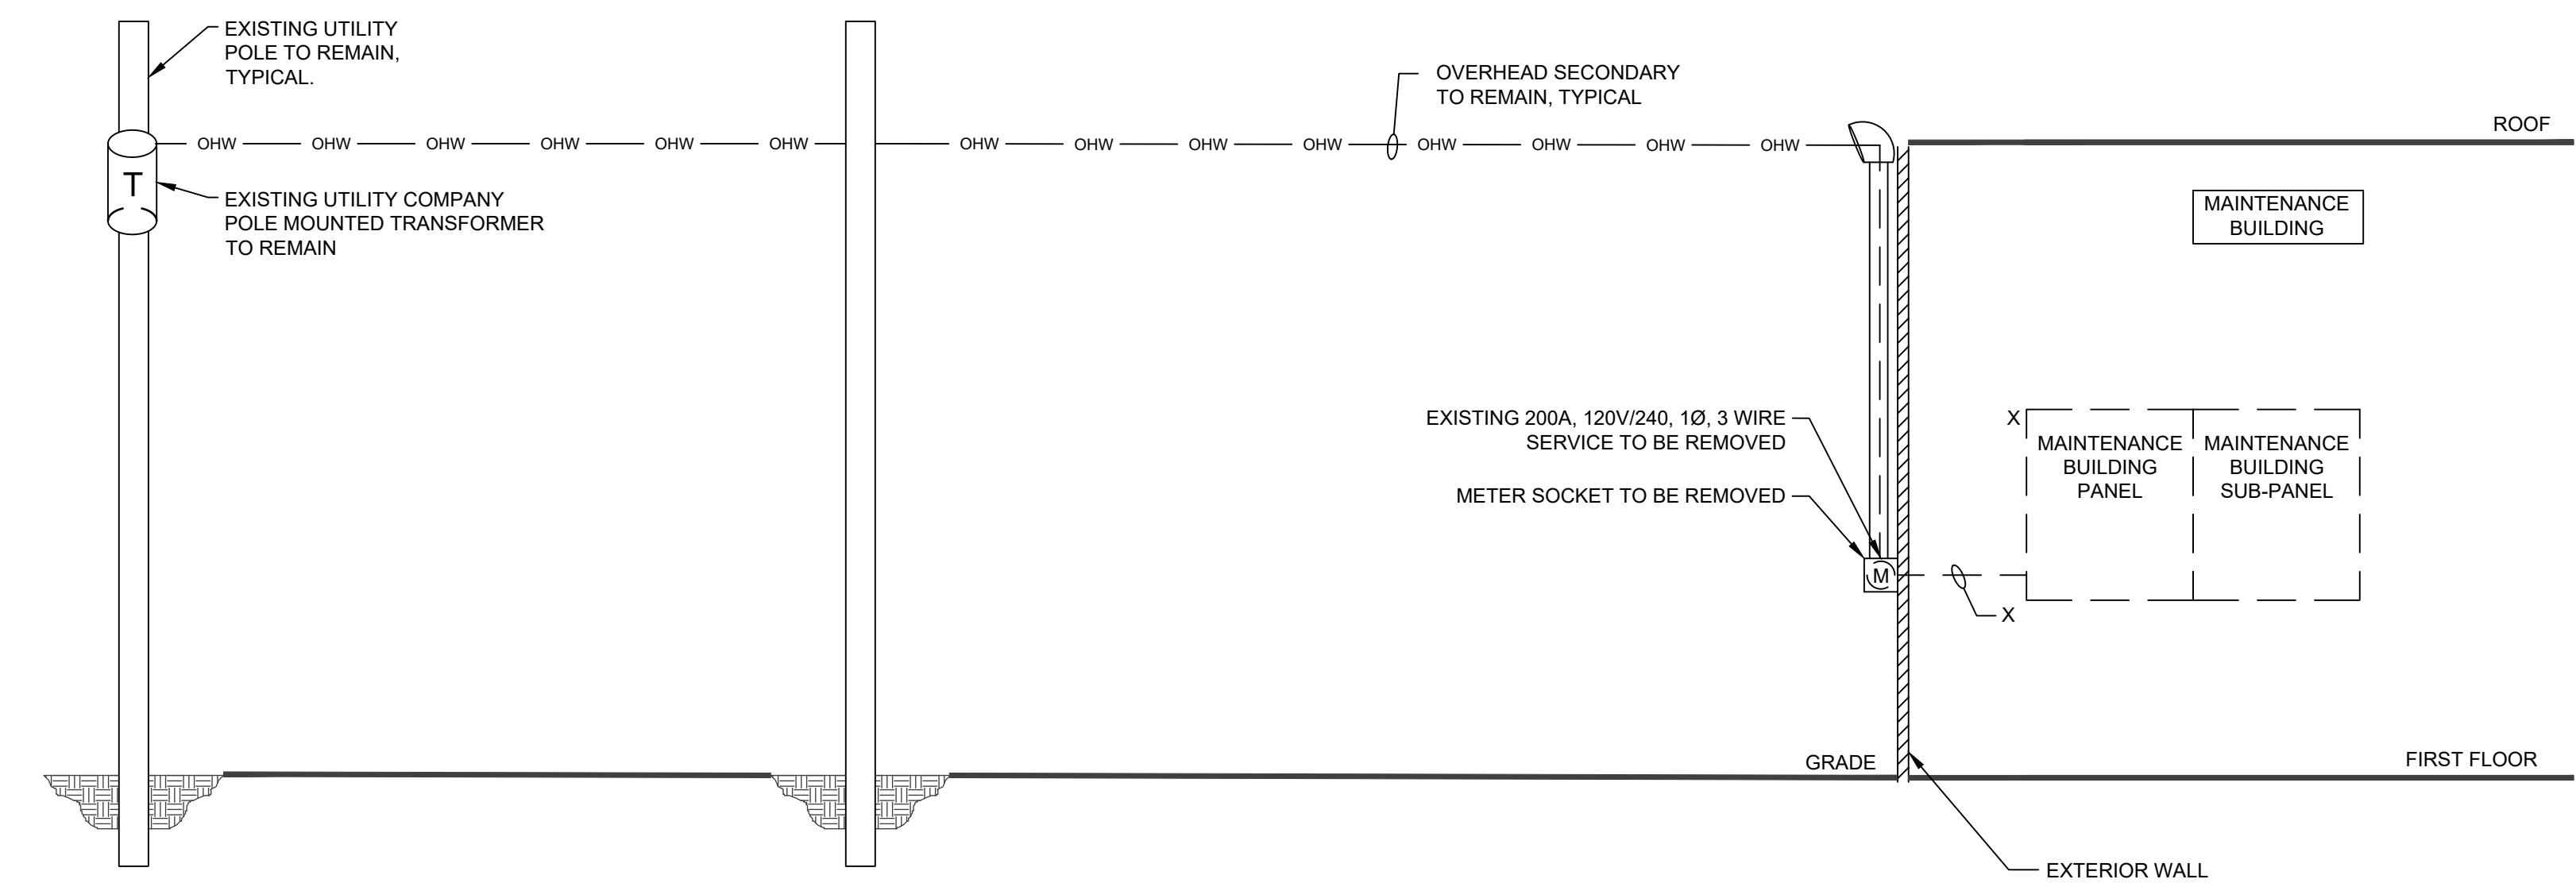 EXISTING UTILITY
POLE TO REMAIN,
TYPICAL.
OVERHEAD SECONDARY
TO REMAIN, TYPICAL
ROOF
OHW OHW OHW OHW OHW OHW OHW OHW OHW OHW OHW OHW OHW OHW
T
EXISTING UTILITY COMPANY
POLE MOUNTED TRANSFORMER
TO REMAIN
MAINTENANCE
BUILDING
EXISTING 200A, 120V/240, 1Ø, 3 WIRE
SERVICE TO BE REMOVED
METER SOCKET TO BE REMOVED
X
MAINTENANCE
BUILDING
PANEL
MAINTENANCE
BUILDING
SUB-PANEL
M
X
GRADE
FIRST FLOOR
EXTERIOR WALL